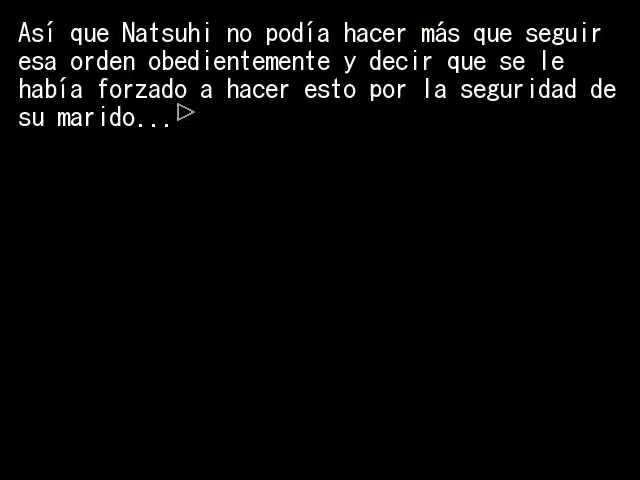 Así que Natsuhi no podía hacer más que seguir
esa orden obedientemente y decir que se le
había forzado a hacer esto por la seguridad de
su marido...